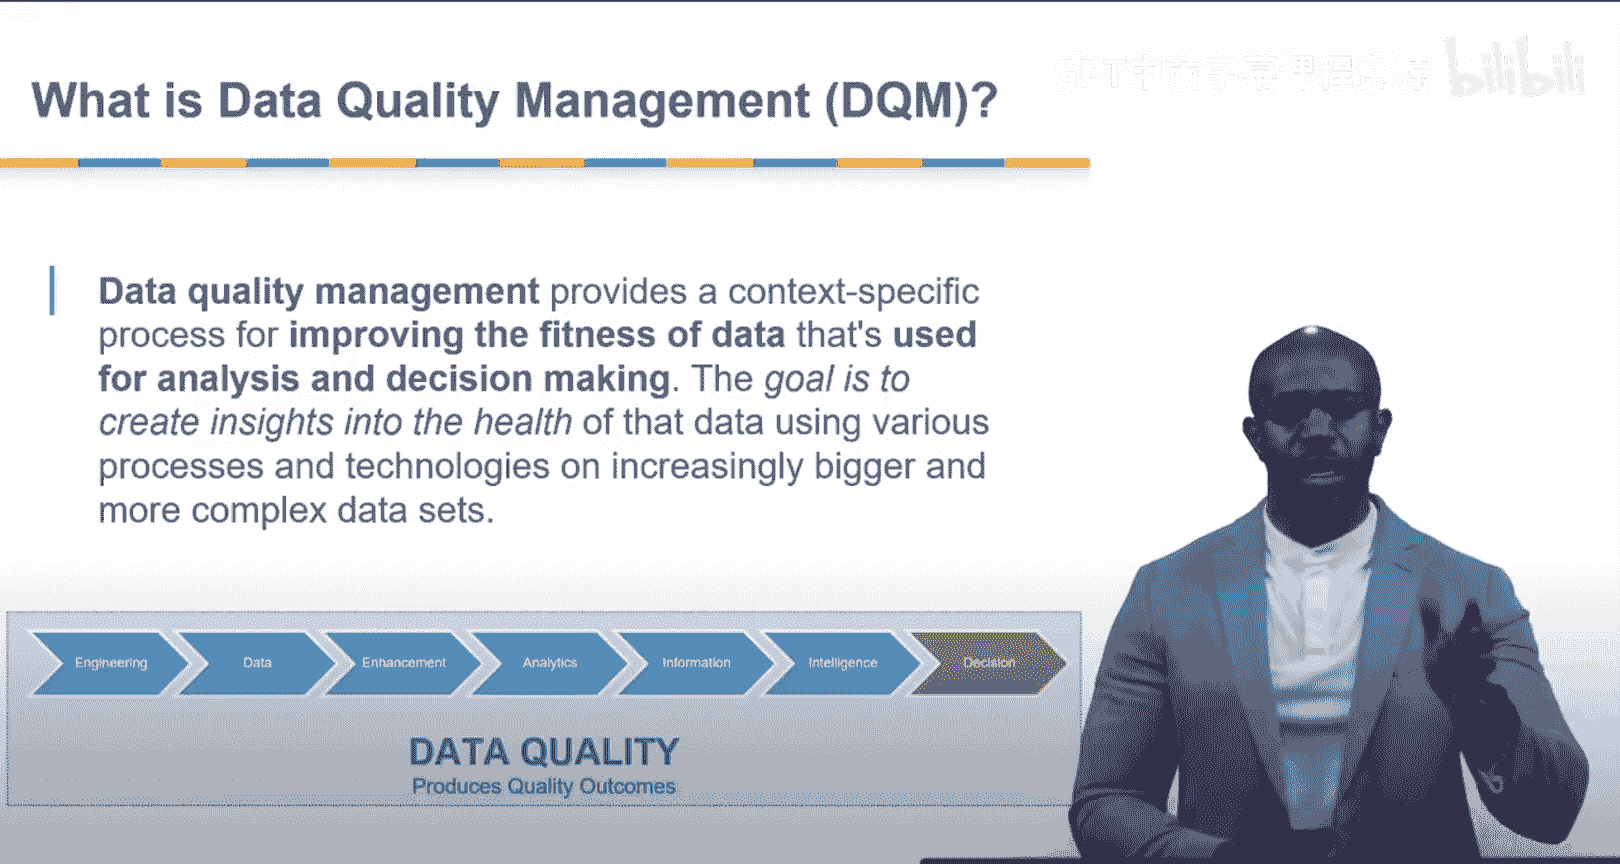 What is Data Quality Management (DQM)?
Data quality management provides a context-specific
process for improving the fitness of data that's used
for analysis and decision making. The goal is to
create insights into the health of that data using various
processes and technologies on increasingly bigger and
more complex data sets.
Engineering
Data
Enhancement
Analytics
Information
Intelligence
Decision
DATA QUALITY
Produces Quality Outcomes
bilibili